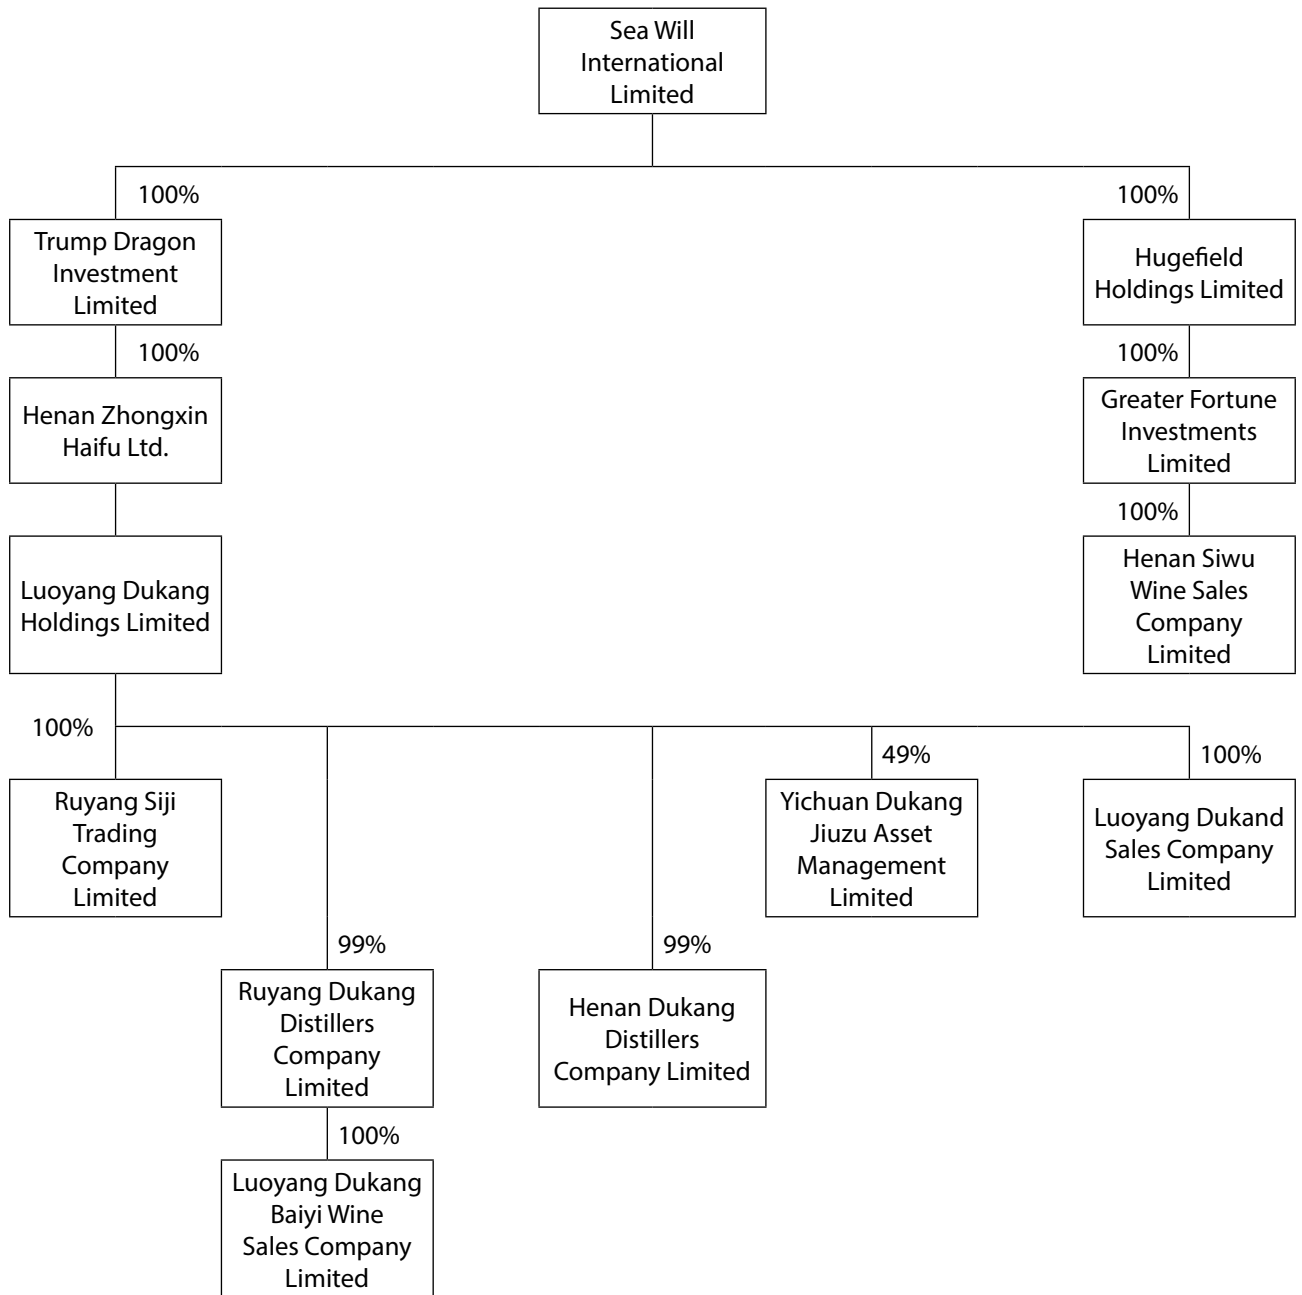 Sea Will
International
Limited
100%
100%
Trump Dragon
Investment
Limited
Hugefield
Holdings Limited
100%
100%
Henan Zhongxin
Haifu Ltd.
Greater Fortune
Investments
Limited
100%
Luoyang Dukang
Holdings Limited
Henan Siwu
Wine Sales
Company
Limited
100%
49%
100%
Ruyang Siji
Trading
Company
Limited
Yichuan Dukang
Jiuzu Asset
Management
Limited
Luoyang Dukand
Sales Company
Limited
99%
99%
Ruyang Dukang
Distillers
Company
Limited
Henan Dukang
Distillers
Company Limited
100%
Luoyang Dukang
Baiyi Wine
Sales Company
Limited